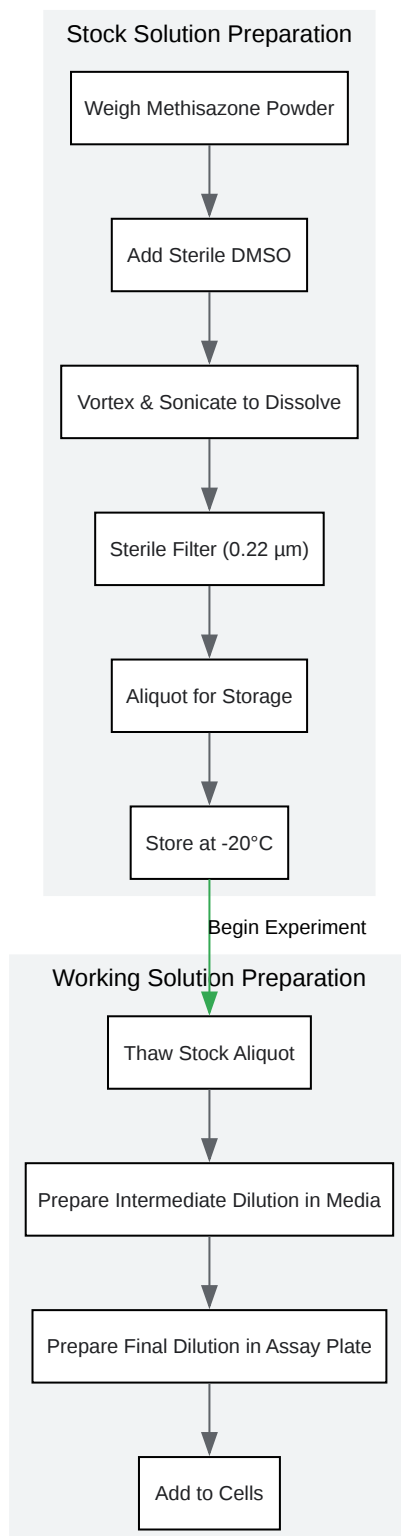 Stock Solution Preparation
Weigh Methisazone Powder
Add Sterile DMSO
Vortex & Sonicate to Dissolve
Sterile Filter (0.22 µm)
Aliquot for Storage
Store at -20°C
Begin Experiment
Working Solution Preparation
Thaw Stock Aliquot
Prepare Intermediate Dilution in Media
Prepare Final Dilution in Assay Plate
Add to Cells